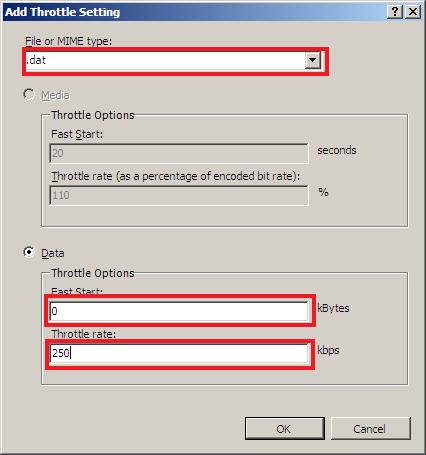 Add Throttle Setting
File or MIME type:
.dat
Media
Throttle Options
Fast Start:
20 seconds
Throttle rate (as a percentage of encoded bit rate):
110 %
Data
Throttle Options
Fast Start:
0 kBytes
Throttle rate:
250 kbps
OK Cancel